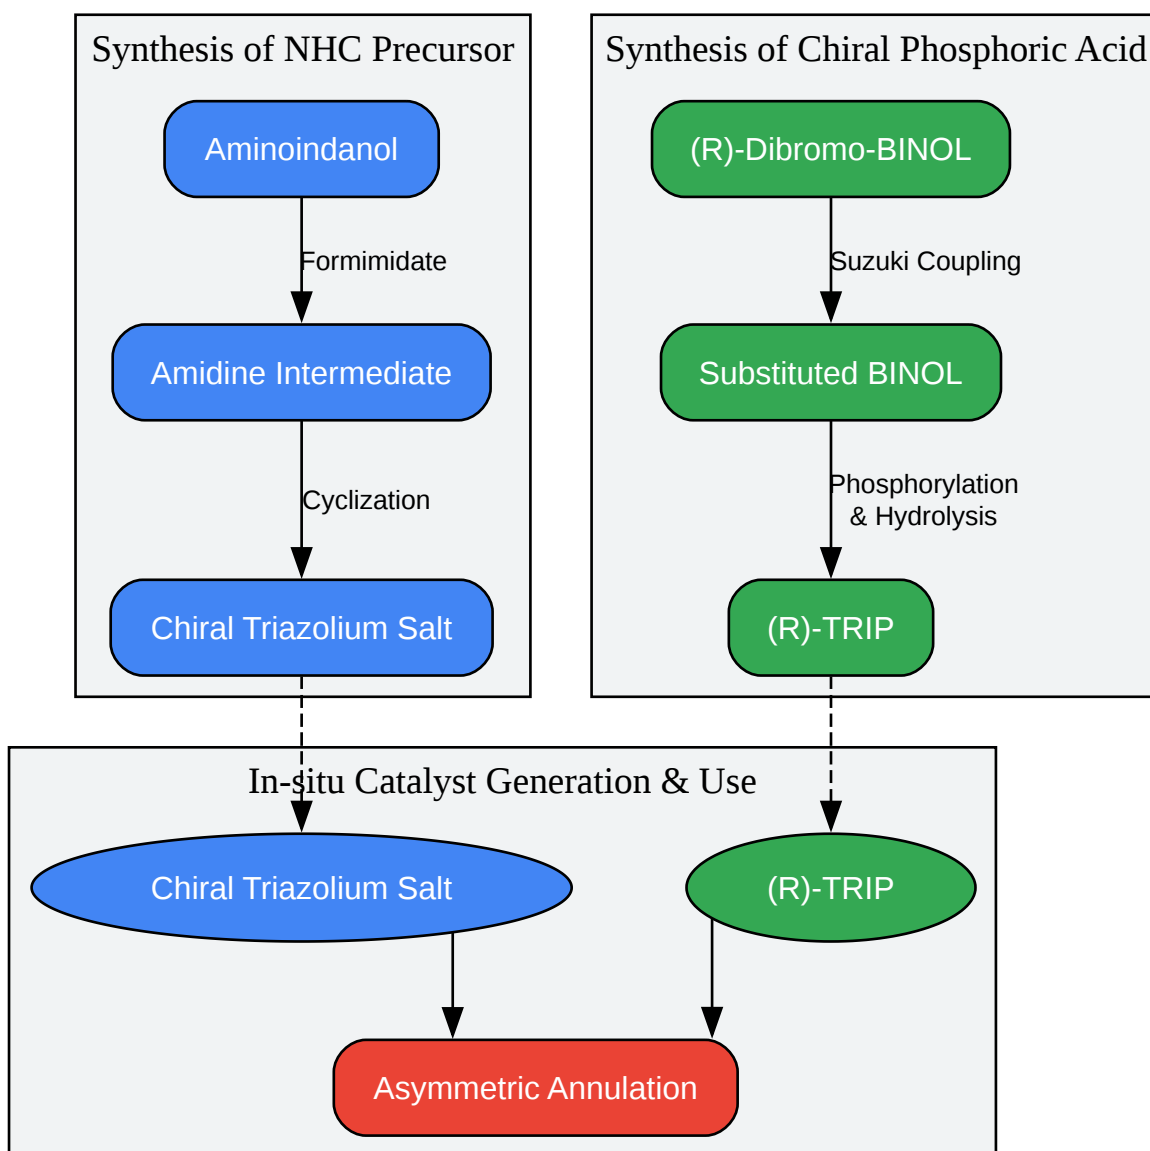 Synthesis of NHC Precursor
Aminoindanol
Formimidate
Amidine Intermediate
Cyclization
Chiral Triazolium Salt
Synthesis of Chiral Phosphoric Acid
(R)-Dibromo-BINOL
Suzuki Coupling
Substituted BINOL
Phosphorylation
& Hydrolysis
(R)-TRIP
In-situ Catalyst Generation & Use
Chiral Triazolium Salt
(R)-TRIP
Asymmetric Annulation